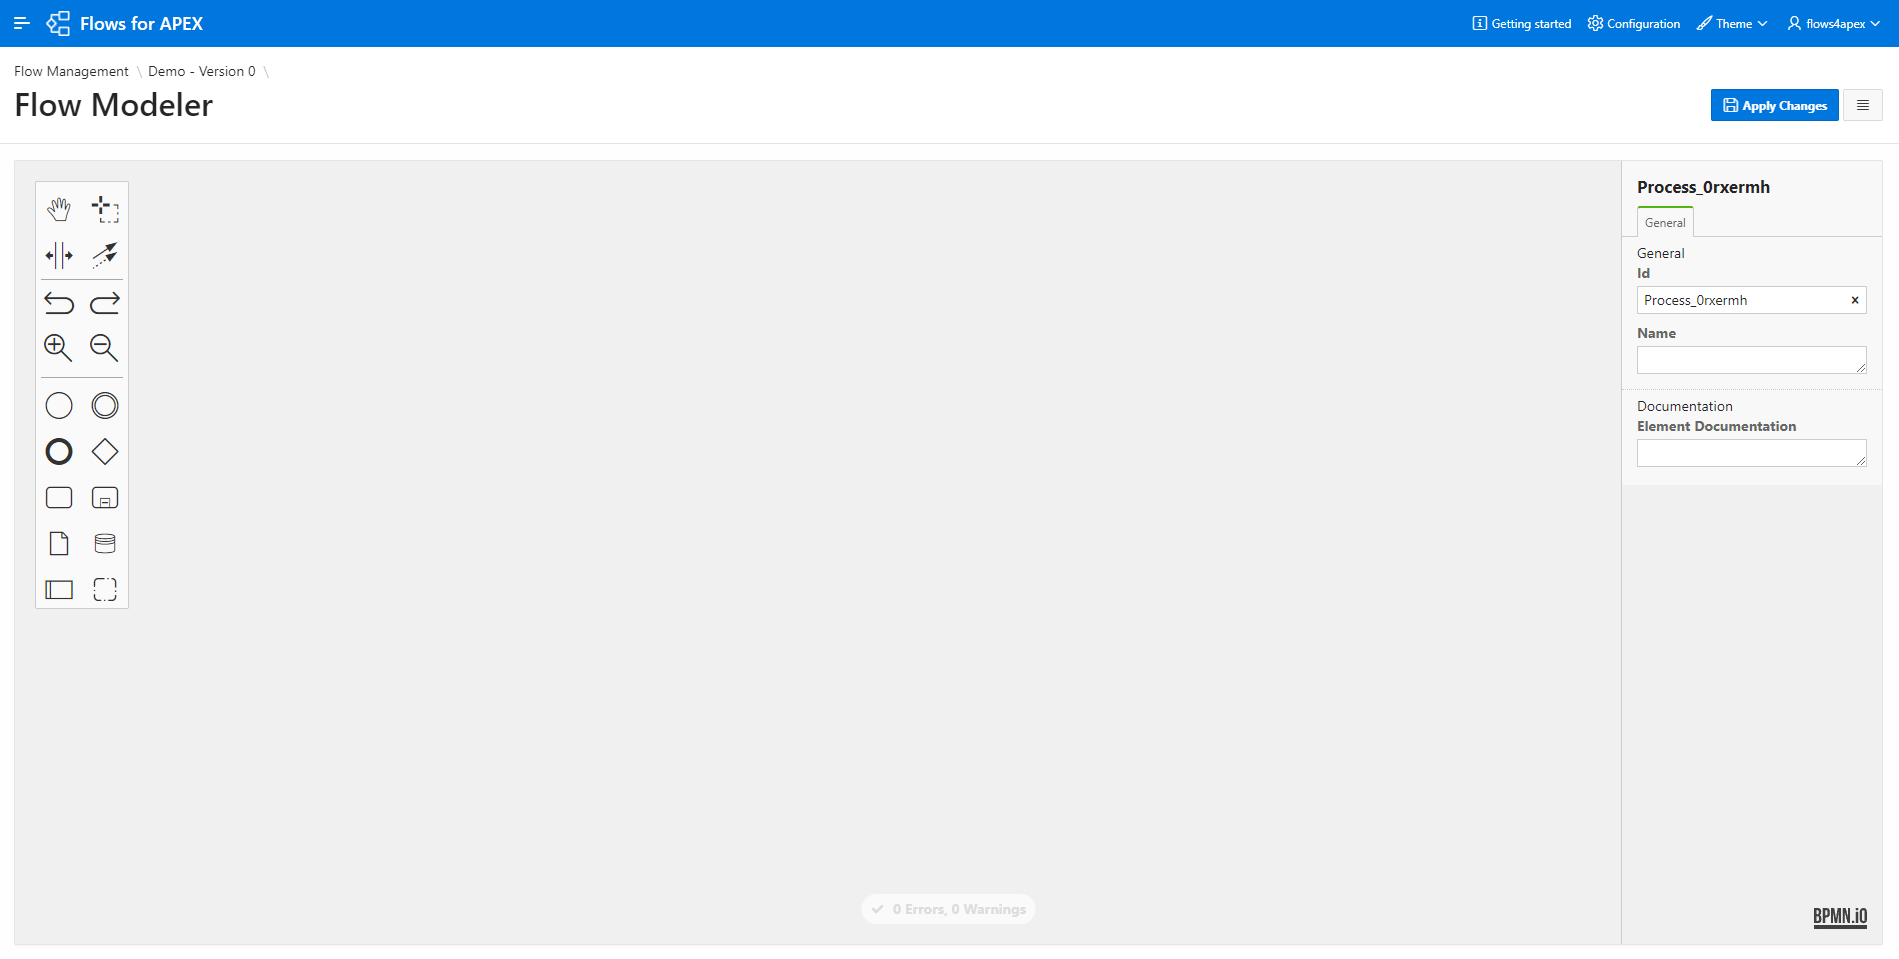 Flows for APEX
Getting started
Configuration
Theme
flows4apex
Flow Management \ Demo - Version 0 \
Flow Modeler
Apply Changes
Process_0rxermh
General
General
Id
Process_0rxermh
Name
Documentation
Element Documentation
0 Errors, 0 Warnings
BPMN.iO